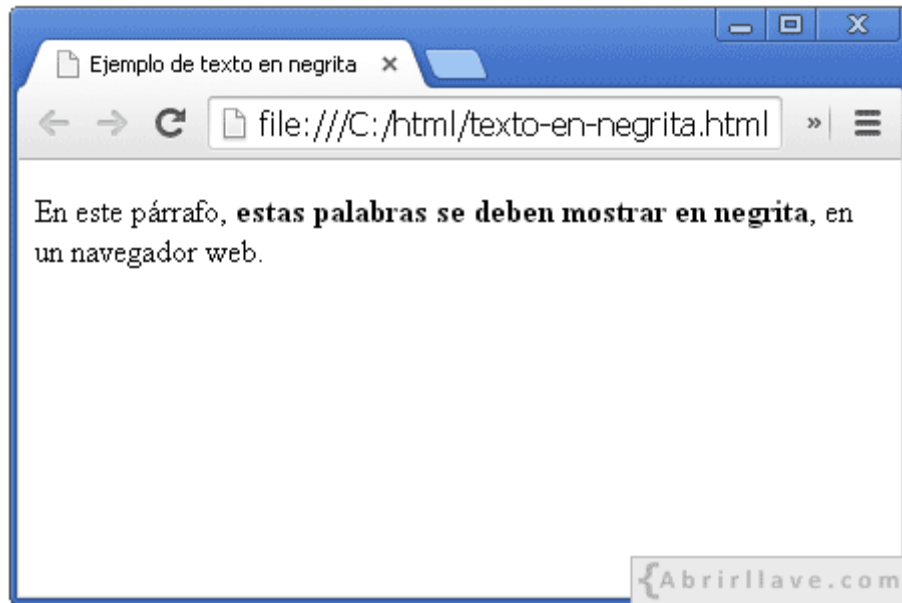 Ejemplo de texto en negrita
file:///C:/html/texto-en-negrita.html
En este párrafo, estas palabras se deben mostrar en negrita, en
un navegador web.
{Abrirllave.com